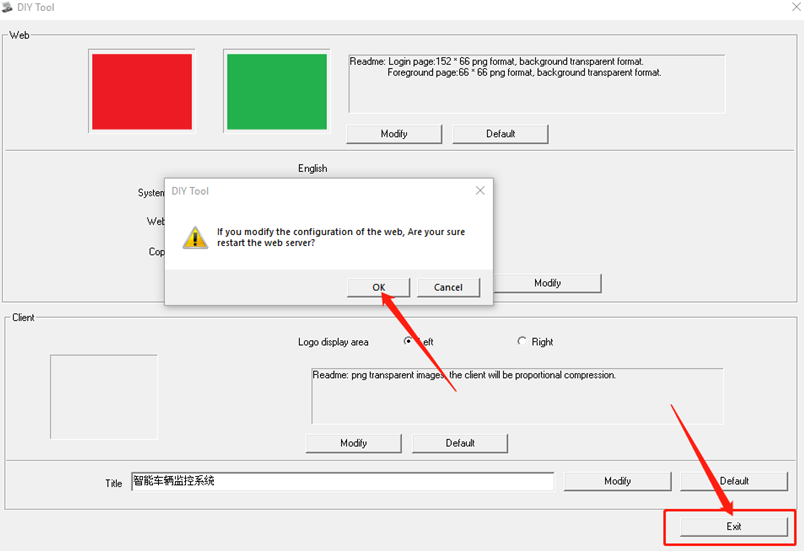 DIY Tool
Web
Readme: Login page:152 * 66 png format, background transparent format.
Foreground page:66 * 66 png format, background transparent format.
Modify
Default
English
System
Web
Cop
DIY Tool
If you modify the configuration of the web, Are your sure
restart the web server?
OK
Cancel
Modify
Client
Logo display area
Left
Right
Readme: png transparent images, the client will be proportional compression.
Modify
Default
Title
智能车辆监控系统
Modify
Default
Exit